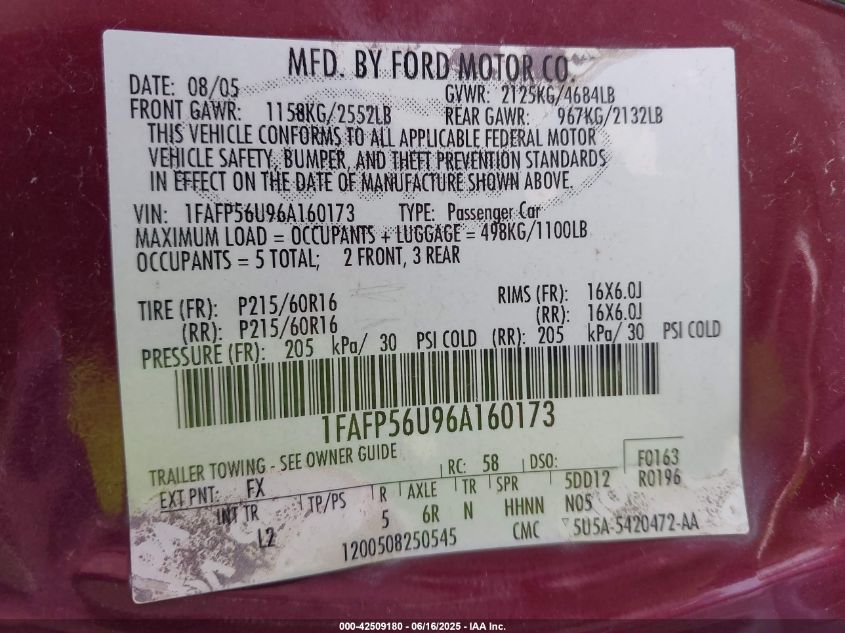 MFD. BY FORD MOTOR CO.
DATE: 08/05 GVWR: 2125KG/4684LB
FRONT GAWR: 1158KG/2552LB REAR GAWR: 967KG/2132LB
THIS VEHICLE CONFORMS TO ALL APPLICABLE FEDERAL MOTOR
VEHICLE SAFETY, BUMPER, AND THEFT PREVENTION STANDARDS
IN EFFECT ON THE DATE OF MANUFACTURE SHOWN ABOVE.
VIN: 1FAFP56U96A160173 TYPE: Passenger Car
MAXIMUM LOAD = OCCUPANTS + LUGGAGE = 498KG/1100LB
OCCUPANTS = 5 TOTAL; 2 FRONT, 3 REAR
TIRE (FR): P215/60R16 RIMS (FR): 16X6.0J
(RR): P215/60R16 (RR): 16X6.0J
PRESSURE (FR): 205 kPa/ 30 PSI COLD (RR): 205 kPa/ 30 PSI COLD
1FAFP56U96A160173
TRAILER TOWING - SEE OWNER GUIDE RC: 58 DSO: F0163
EXT PNT: FX R0196
INT TR TP/PS R AXLE TR SPR 5DD12
L2 5 6R N HHNN N05
1200508250545 CMC 5U5A-5420472-AA
000-42509180 - 06/16/2025 - IAA Inc.